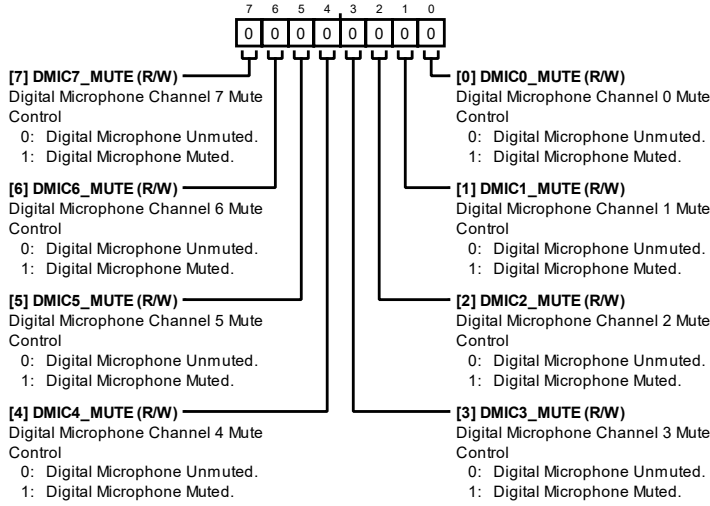 7 6 5 4 3 2 1 0
0 0 0 0 0 0 0 0
[7] DMIC7_MUTE (R/W)
Digital Microphone Channel 7 Mute
Control
0: Digital Microphone Unmuted.
1: Digital Microphone Muted.
[6] DMIC6_MUTE (R/W)
Digital Microphone Channel 6 Mute
Control
0: Digital Microphone Unmuted.
1: Digital Microphone Muted.
[5] DMIC5_MUTE (R/W)
Digital Microphone Channel 5 Mute
Control
0: Digital Microphone Unmuted.
1: Digital Microphone Muted.
[4] DMIC4_MUTE (R/W)
Digital Microphone Channel 4 Mute
Control
0: Digital Microphone Unmuted.
1: Digital Microphone Muted.
[0] DMIC0_MUTE (R/W)
Digital Microphone Channel 0 Mute
Control
0: Digital Microphone Unmuted.
1: Digital Microphone Muted.
[1] DMIC1_MUTE (R/W)
Digital Microphone Channel 1 Mute
Control
0: Digital Microphone Unmuted.
1: Digital Microphone Muted.
[2] DMIC2_MUTE (R/W)
Digital Microphone Channel 2 Mute
Control
0: Digital Microphone Unmuted.
1: Digital Microphone Muted.
[3] DMIC3_MUTE (R/W)
Digital Microphone Channel 3 Mute
Control
0: Digital Microphone Unmuted.
1: Digital Microphone Muted.